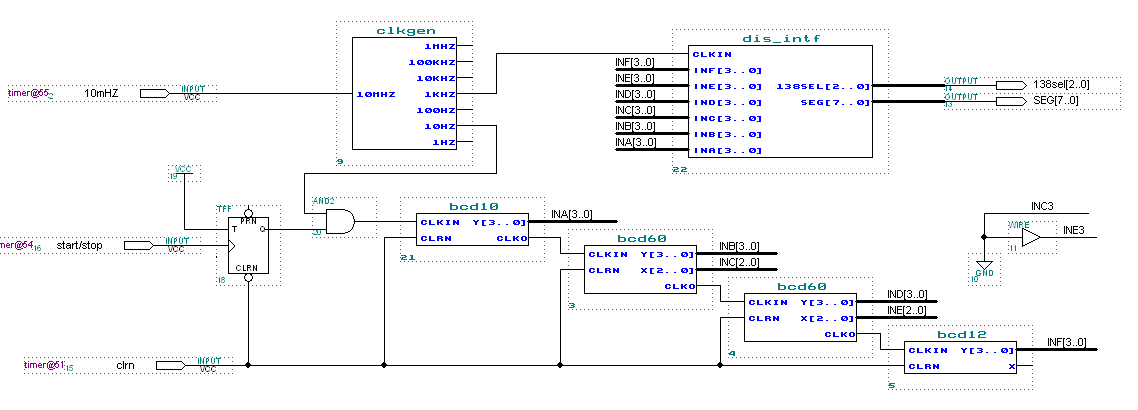 clkgen
1MHZ
100KHZ
10KHZ
1KHZ
100HZ
10HZ
1HZ
10MHZ
9
timer@55
2
10mHZ
INPUT
VCC
dis_intf
CLKIN
INF[3..0]
INE[3..0]
IND[3..0]
INC[3..0]
INB[3..0]
INA[3..0]
138SEL[2..0]
SEG[7..0]
22
INF[3..0]
INE[3..0]
IND[3..0]
INC[3..0]
INB[3..0]
INA[3..0]
OUTPUT
14
138sel[2..0]
OUTPUT
13
SEG[7..0]
VCC
19
TFF
PRN
T
Q
CLRN
18
mer@54
16
start/stop
INPUT
VCC
AND2
20
bcd10
CLKIN Y[3..0]
CLRN CLKO
21
INA[3..0]
bcd60
CLKIN Y[3..0]
CLRN X[2..0]
CLKO
3
INB[3..0]
INC[2..0]
bcd60
CLKIN Y[3..0]
CLRN X[2..0]
CLKO
4
IND[3..0]
INE[2..0]
bcd12
CLKIN Y[3..0]
CLRN X
5
INF[3..0]
INC3
WIRE
11
INE3
GND
10
timer@51
15
clrn
INPUT
VCC